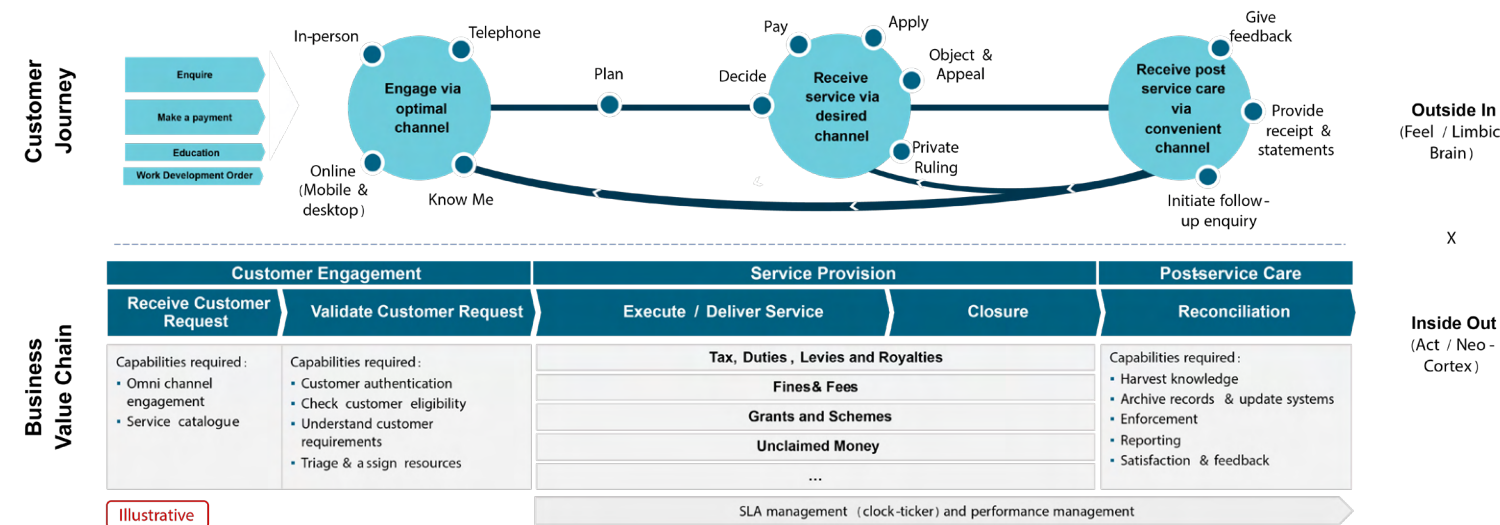 Customer
Journey
Enquire
Make a payment
Education
Work Development Order
In-person
Telephone
Engage via
optimal
channel
Online
(Mobile &
desktop)
Know Me
Plan
Decide
Pay
Apply
Object &
Appeal
Receive
service via
desired
channel
Private
Ruling
Give
feedback
Receive post
service care
via
convenient
channel
Provide
receipt &
statements
Initiate follow-
up enquiry
Outside In
(Feel / Limbic
Brain)
X
Inside Out
(Act / Neo-
Cortex)
Business
Value Chain
Customer Engagement
Service Provision
Post-service Care
Receive Customer
Request
Validate Customer Request
Execute / Deliver Service
Closure
Reconciliation
Capabilities required:
▪ Omni channel
engagement
▪ Service catalogue
Capabilities required:
▪ Customer authentication
▪ Check customer eligibility
▪ Understand customer
requirements
▪ Triage & assign resources
Tax, Duties, Levies and Royalties
Fines & Fees
Grants and Schemes
Unclaimed Money
...
Capabilities required:
▪ Harvest knowledge
▪ Archive records & update systems
▪ Enforcement
▪ Reporting
▪ Satisfaction & feedback
Illustrative
SLA management (clock-ticker) and performance management